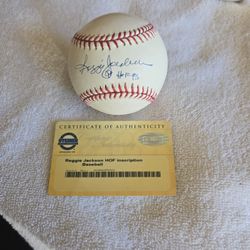 Reggie Jackson
HOF 93
CERTIFICATE OF AUTHENTICITY
Reggie Jackson HOF inscription
Baseball